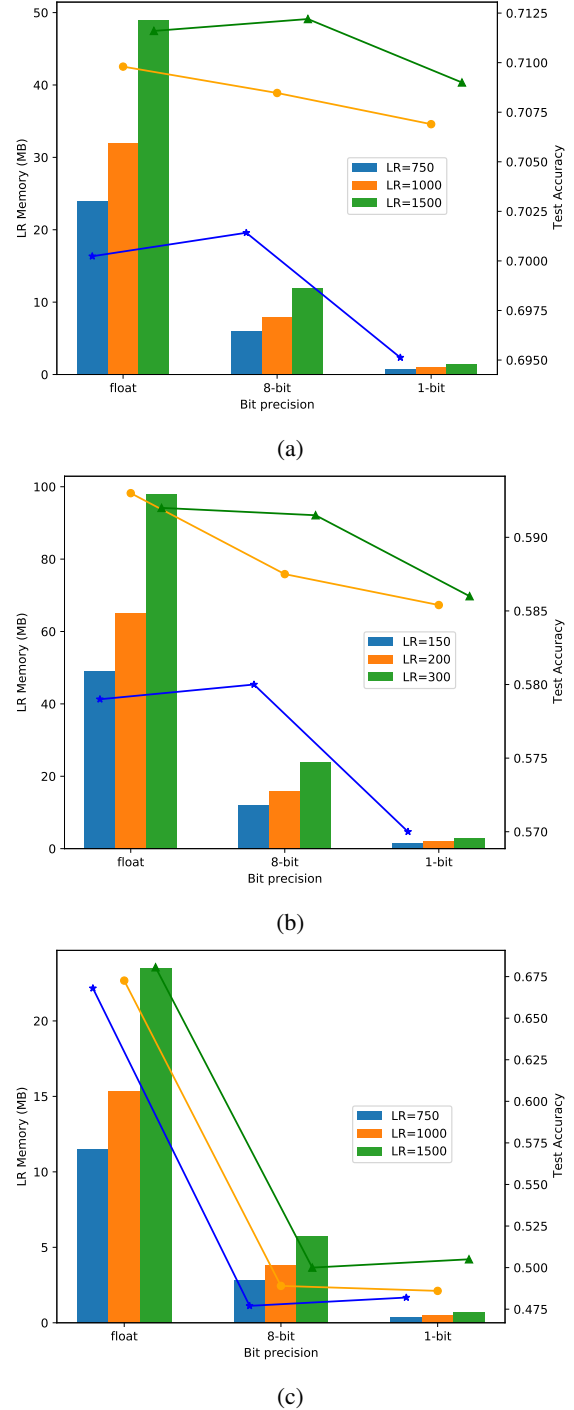 50
40
30
20
10
0
LR Memory (MB)
0.7125
0.7100
0.7075
0.7050
0.7025
0.7000
0.6975
0.6950
Test Accuracy
LR=750
LR=1000
LR=1500
float 8-bit 1-bit
Bit precision
(a)
100
80
60
40
20
0
LR Memory (MB)
0.590
0.585
0.580
0.575
0.570
Test Accuracy
LR=150
LR=200
LR=300
float 8-bit 1-bit
Bit precision
(b)
20
15
10
5
0
LR Memory (MB)
0.675
0.650
0.625
0.600
0.575
0.550
0.525
0.500
0.475
Test Accuracy
LR=750
LR=1000
LR=1500
float 8-bit 1-bit
Bit precision
(c)